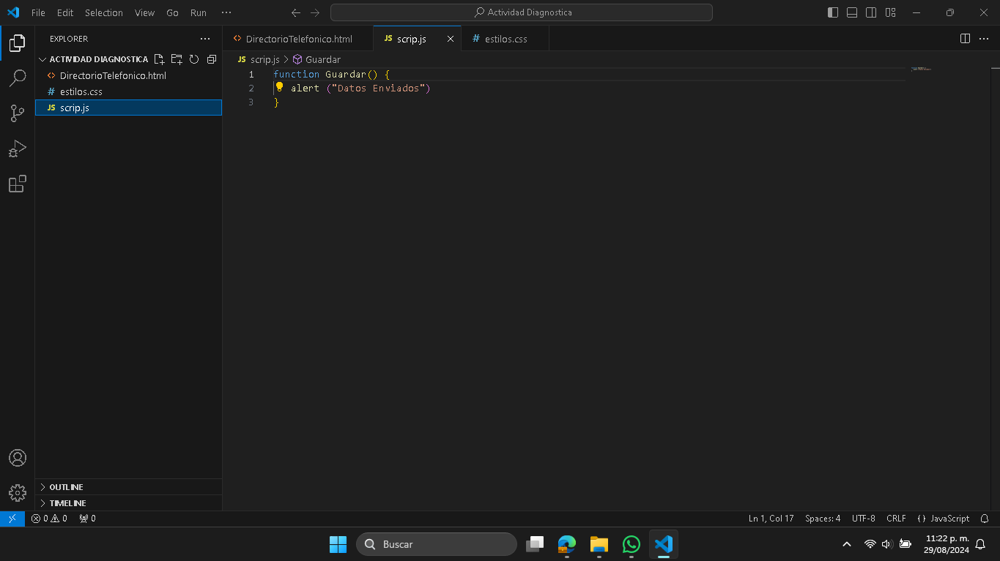 File Edit Selection View Go Run ···
Actividad Diagnostica
EXPLORER ···
DirectorioTelefonico.html
JS scrip.js
# estilos.css
ACTIVIDAD DIAGNOSTICA
<> DirectorioTelefonico.html
# estilos.css
JS scrip.js
JS scrip.js > Guardar
1 function Guardar() {
2 alert ("Datos Enviados")
3 }
OUTLINE
TIMELINE
0 0 0
Ln 1, Col 17 Spaces: 4 UTF-8 CRLF {} JavaScript
Buscar
11:22 p. m.
29/08/2024